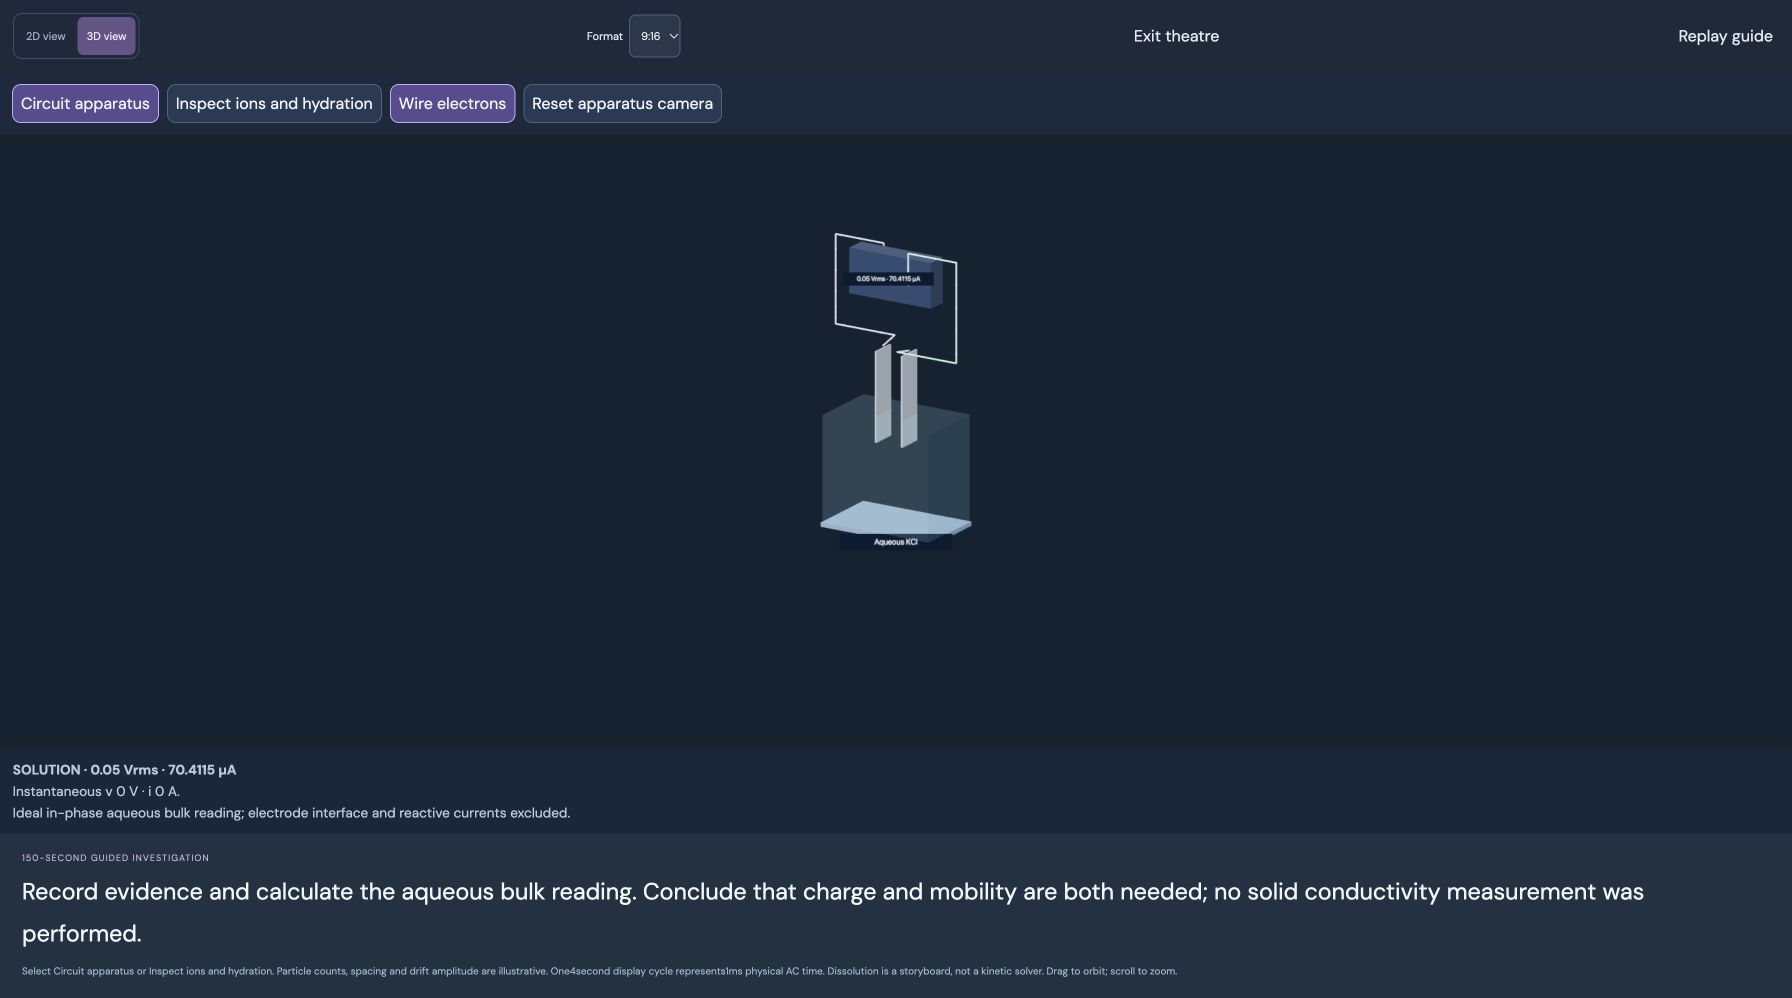 2D view
3D view
Format
9:16
Exit theatre
Replay guide
Circuit apparatus
Inspect ions and hydration
Wire electrons
Reset apparatus camera
0.05 Vrms · 70.4115 µA
Aqueous KCl
SOLUTION · 0.05 Vrms · 70.4115 µA
Instantaneous v 0 V · i 0 A.
Ideal in-phase aqueous bulk reading; electrode interface and reactive currents excluded.
150-SECOND GUIDED INVESTIGATION
Record evidence and calculate the aqueous bulk reading. Conclude that charge and mobility are both needed; no solid conductivity measurement was
performed.
Select Circuit apparatus or Inspect ions and hydration. Particle counts, spacing and drift amplitude are illustrative. One4second display cycle represents1ms physical AC time. Dissolution is a storyboard, not a kinetic solver. Drag to orbit; scroll to zoom.